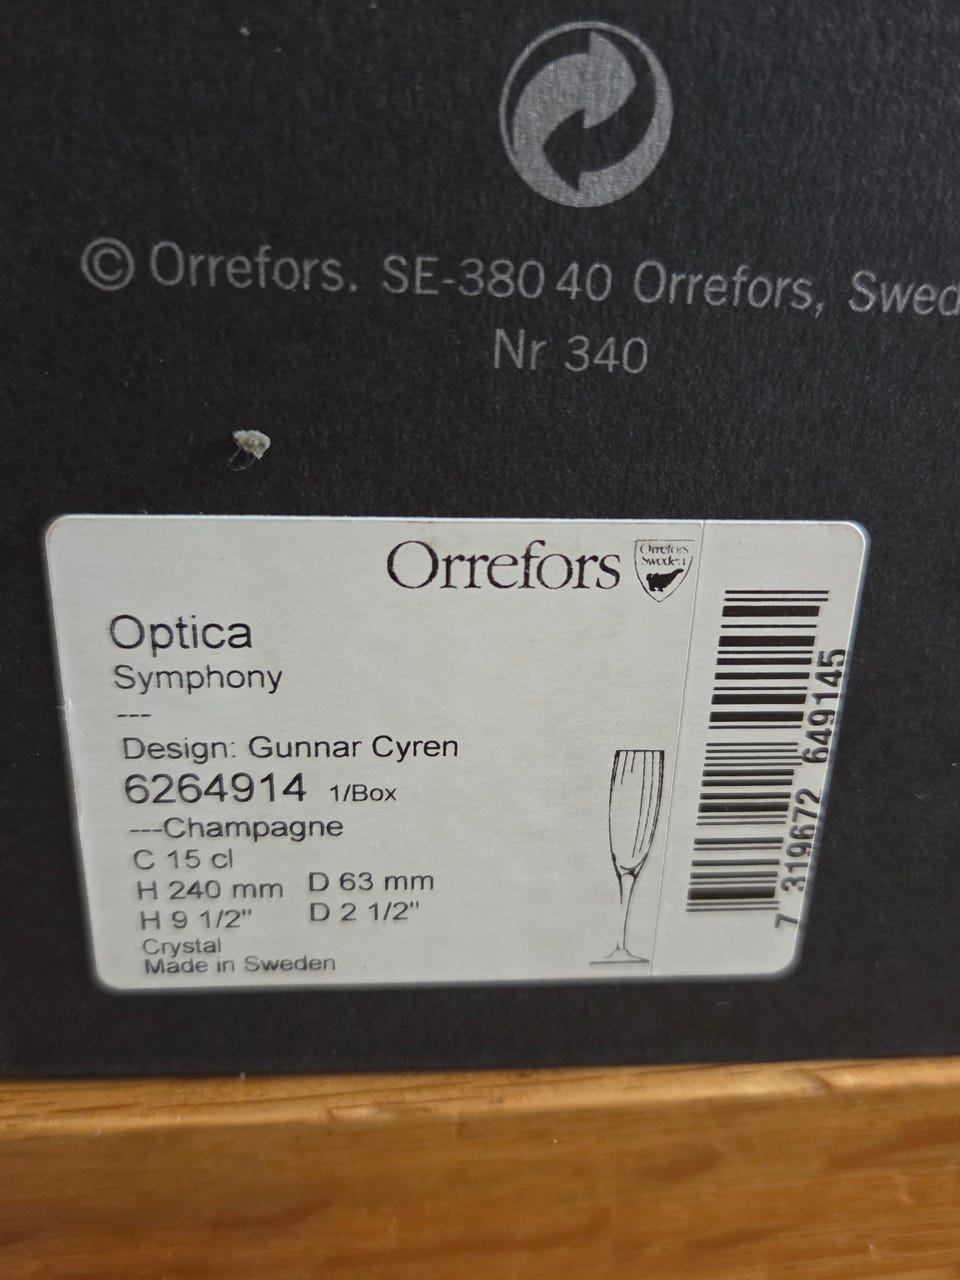 © Orrefors. SE-380 40 Orrefors, Swed
Nr 340
Orrefors
Orrefors
Sweden
Optica
Symphony
---
Design: Gunnar Cyren
6264914 1/Box
---Champagne
C 15 cl
H 240 mm D 63 mm
H 9 1/2" D 2 1/2"
Crystal
Made in Sweden
7 319672 649145